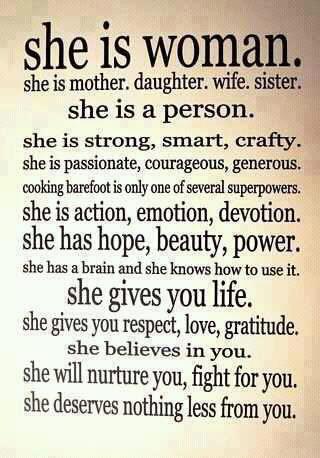 she is woman.
she is mother. daughter. wife. sister.
she is a person.
she is strong, smart, crafty.
she is passionate, courageous, generous.
cooking barefoot is only one of several superpowers.
she is action, emotion, devotion.
she has hope, beauty, power.
she has a brain and she knows how to use it.
she gives you life.
she gives you respect, love, gratitude.
she believes in you.
she will nurture you, fight for you.
she deserves nothing less from you.